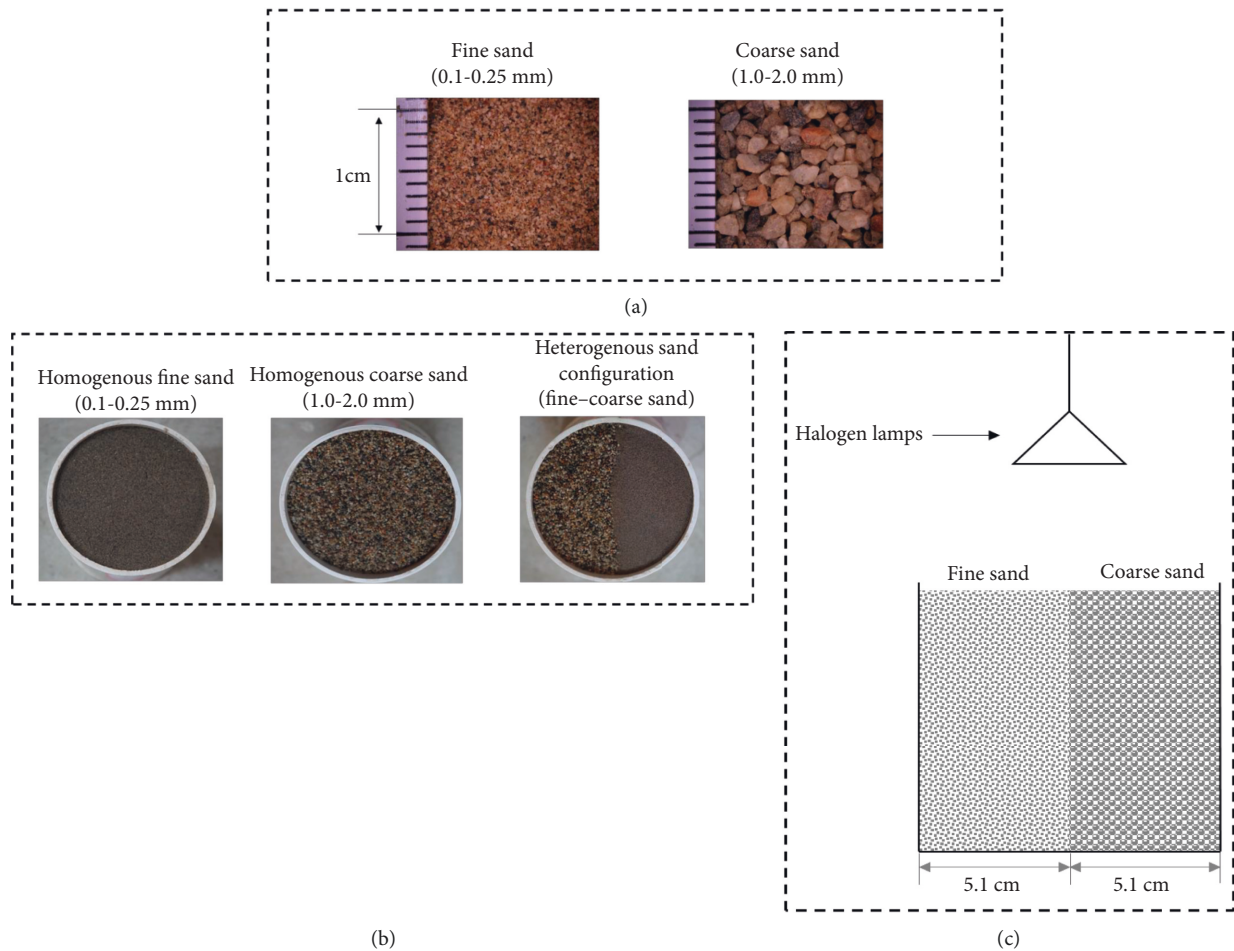 Fine sand
(0.1-0.25 mm)
Coarse sand
(1.0-2.0 mm)
1cm
(a)
Homogenous fine sand
(0.1-0.25 mm)
Homogenous coarse sand
(1.0-2.0 mm)
Heterogenous sand
configuration
(fine–coarse sand)
(b)
Halogen lamps
Fine sand
Coarse sand
5.1 cm
5.1 cm
(c)